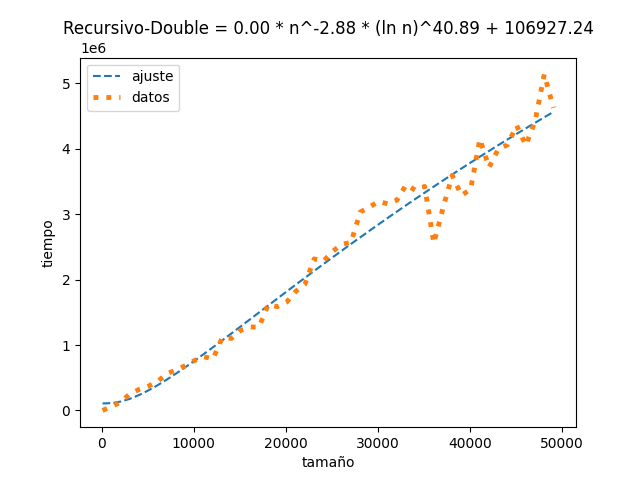 Recursivo-Double = 0.00 * n^-2.88 * (ln n)^40.89 + 106927.24
1e6
ajuste
datos
5
4
3
2
1
0
tiempo
0 10000 20000 30000 40000 50000
tamaño